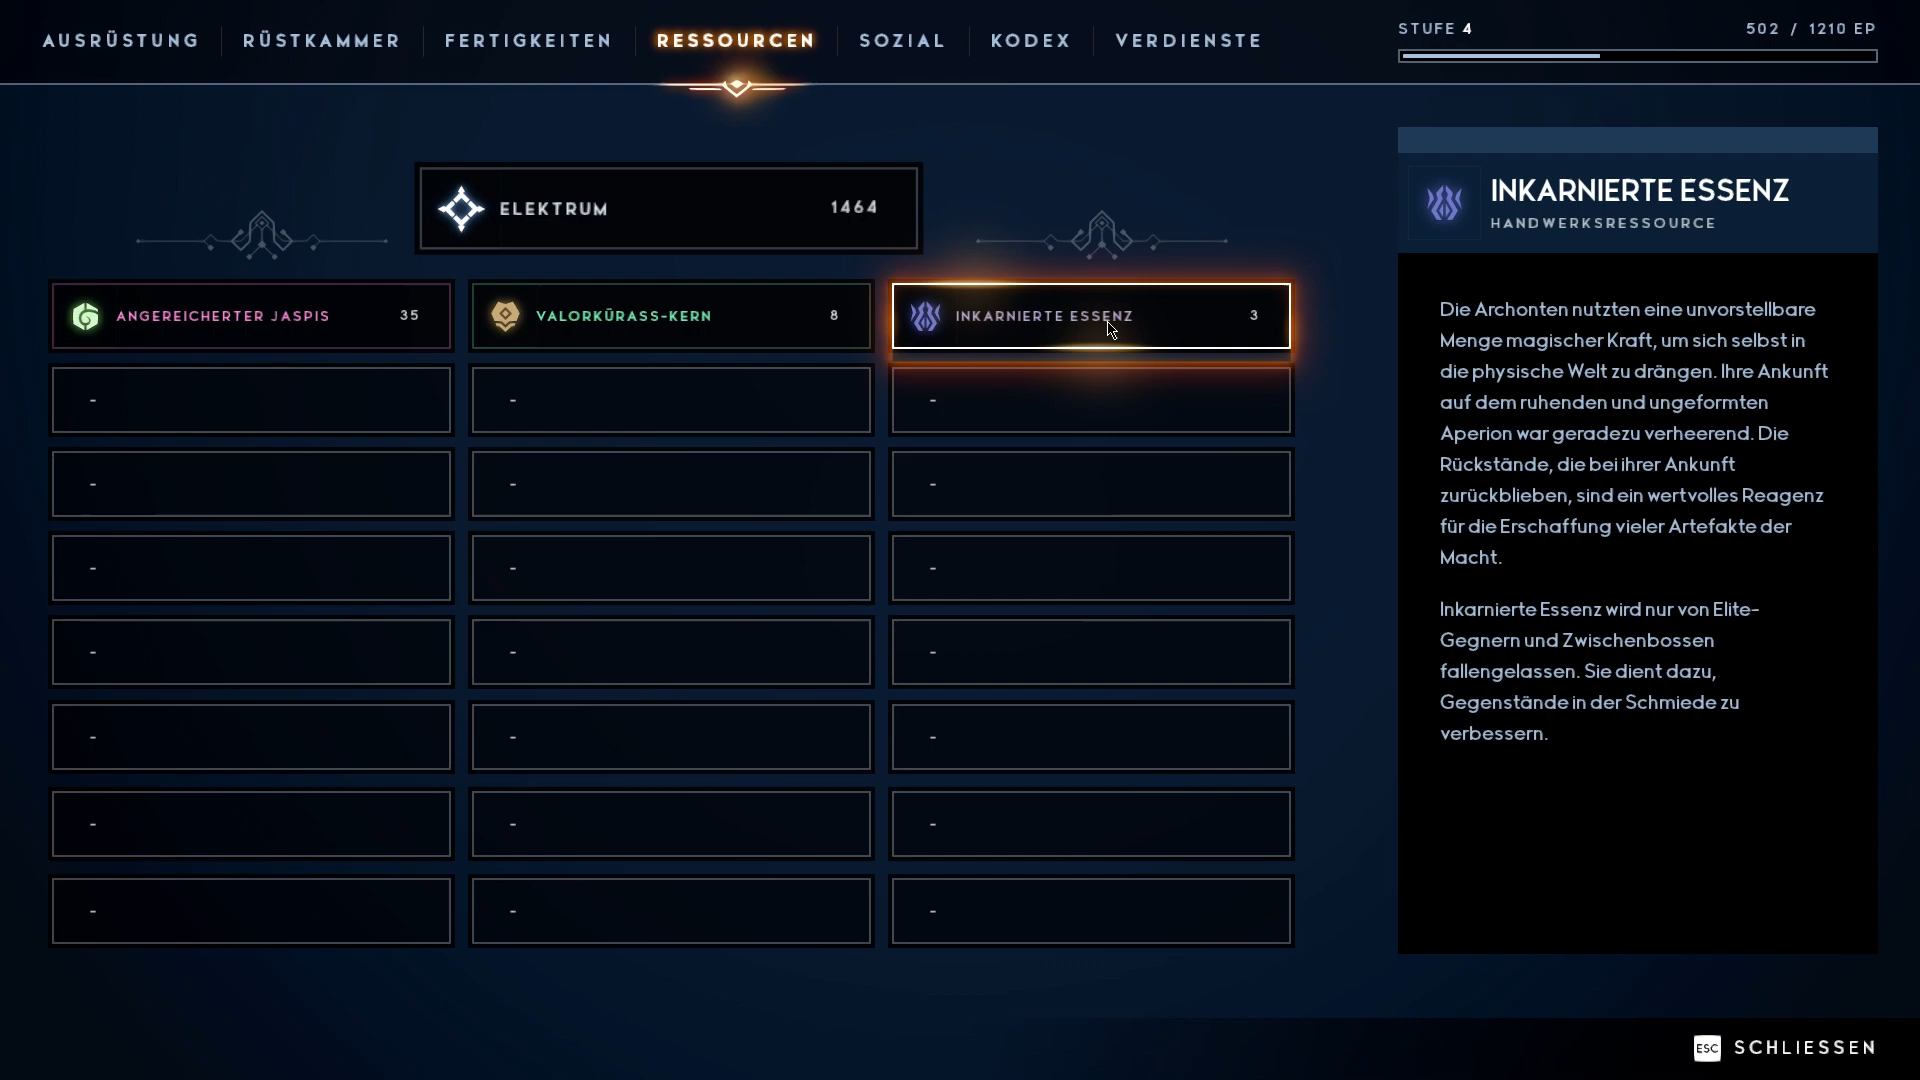 AUSRÜSTUNG RÜSTKAMMER FERTIGKEITEN RESSOURCEN SOZIAL KODEX VERDIENSTE
STUFE 4 502 / 1210 EP
ELEKTRUM 1464
ANGEREICHERTER JASPIS 35 VALORKÜRASS-KERN 8 INKARNIERTE ESSENZ 3
- - -
- - -
- - -
- - -
- - -
- - -
- - -
INKARNIERTE ESSENZ
HANDWERKSRESSOURCE
Die Archonten nutzten eine unvorstellbare
Menge magischer Kraft, um sich selbst in
die physische Welt zu drängen. Ihre Ankunft
auf dem ruhenden und ungeformten
Aperion war geradezu verheerend. Die
Rückstände, die bei ihrer Ankunft
zurückblieben, sind ein wertvolles Reagenz
für die Erschaffung vieler Artefakte der
Macht.
Inkarnierte Essenz wird nur von Elite-
Gegnern und Zwischenbossen
fallengelassen. Sie dient dazu,
Gegenstände in der Schmiede zu
verbessern.
ESC SCHLIESSEN